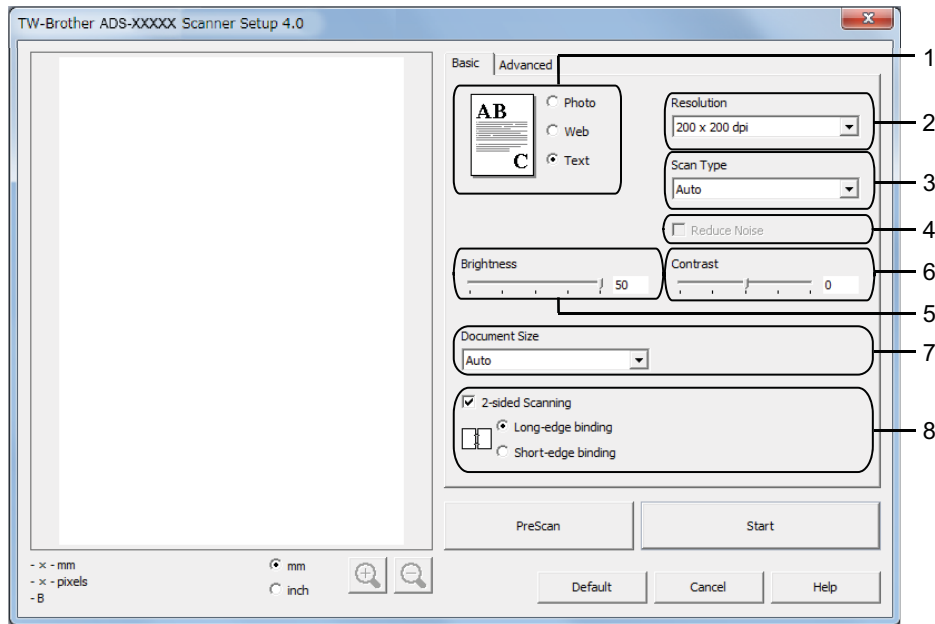 TW-Brother ADS-XXXXX Scanner Setup 4.0
Basic
Advanced
1
AB
C
Photo
Web
Text
Resolution
200 x 200 dpi
2
Scan Type
Auto
3
Reduce Noise
4
Brightness
50
Contrast
0
6
5
Document Size
Auto
7
2-sided Scanning
Long-edge binding
Short-edge binding
8
PreScan
Start
- x - mm
- x - pixels
- B
mm
inch
Default
Cancel
Help